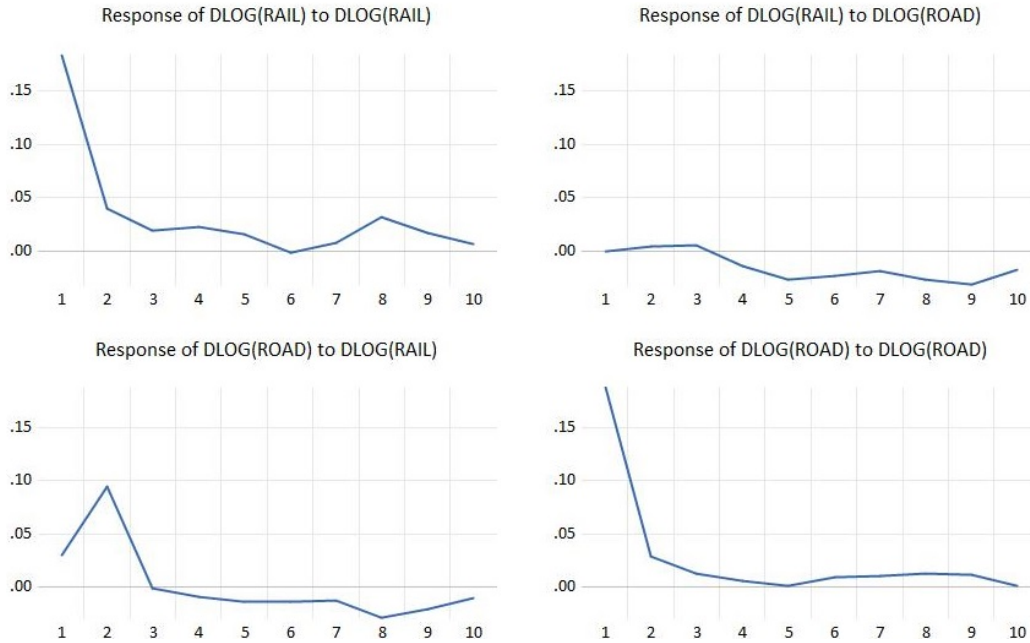 Response of DLOG(RAIL) to DLOG(RAIL)
.15
.10
.05
.00
1 2 3 4 5 6 7 8 9 10
Response of DLOG(RAIL) to DLOG(ROAD)
.15
.10
.05
.00
1 2 3 4 5 6 7 8 9 10
Response of DLOG(ROAD) to DLOG(RAIL)
.15
.10
.05
.00
1 2 3 4 5 6 7 8 9 10
Response of DLOG(ROAD) to DLOG(ROAD)
.15
.10
.05
.00
1 2 3 4 5 6 7 8 9 10